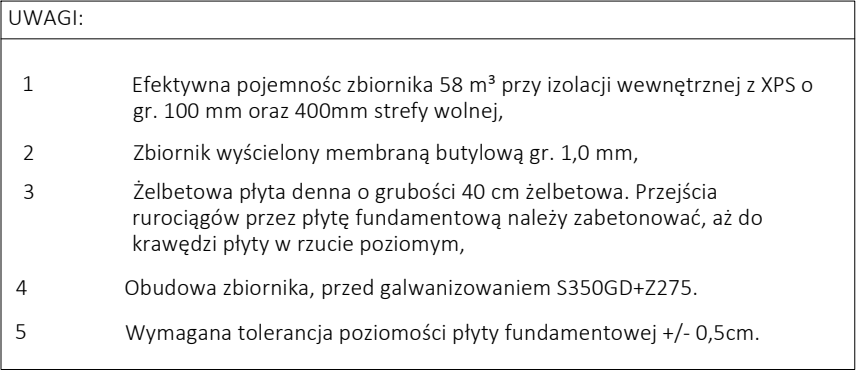 UWAGI:
1 Efektywna pojemnośc zbiornika 58 m³ przy izolacji wewnętrznej z XPS o
gr. 100 mm oraz 400mm strefy wolnej,
2 Zbiornik wyścielony membraną butylową gr. 1,0 mm,
3 Żelbetowa płyta denna o grubości 40 cm żelbetowa. Przejścia
rurociągów przez płytę fundamentową należy zabetonować, aż do
krawędzi płyty w rzucie poziomym,
4 Obudowa zbiornika, przed galwanizowaniem S350GD+Z275.
5 Wymagana tolerancja poziomości płyty fundamentowej +/- 0,5cm.